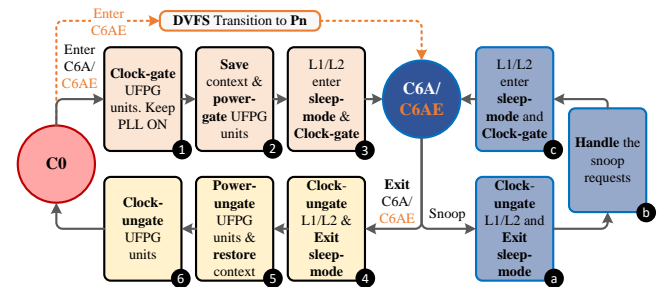 Enter
C6AE
DVFS Transition to Pn
Enter
C6A/
C6AE
Clock-gate
UFPG
units. Keep
PLL ON
1
Save
context &
power-
gate UFPG
units
2
L1/L2
enter
sleep-
mode &
Clock-gate
3
C6A/
C6AE
L1/L2
enter
sleep-
mode and
Clock-gate
c
Handle the
snoop
requests
b
C0
Clock-
ungate
UFPG
units
6
Power-
ungate
UFPG
units &
restore
context
5
Clock-
ungate
L1/L2 &
Exit
sleep-
mode
4
Exit
C6A/
C6AE
Snoop
Clock-
ungate
L1/L2 and
Exit
sleep-
mode
a